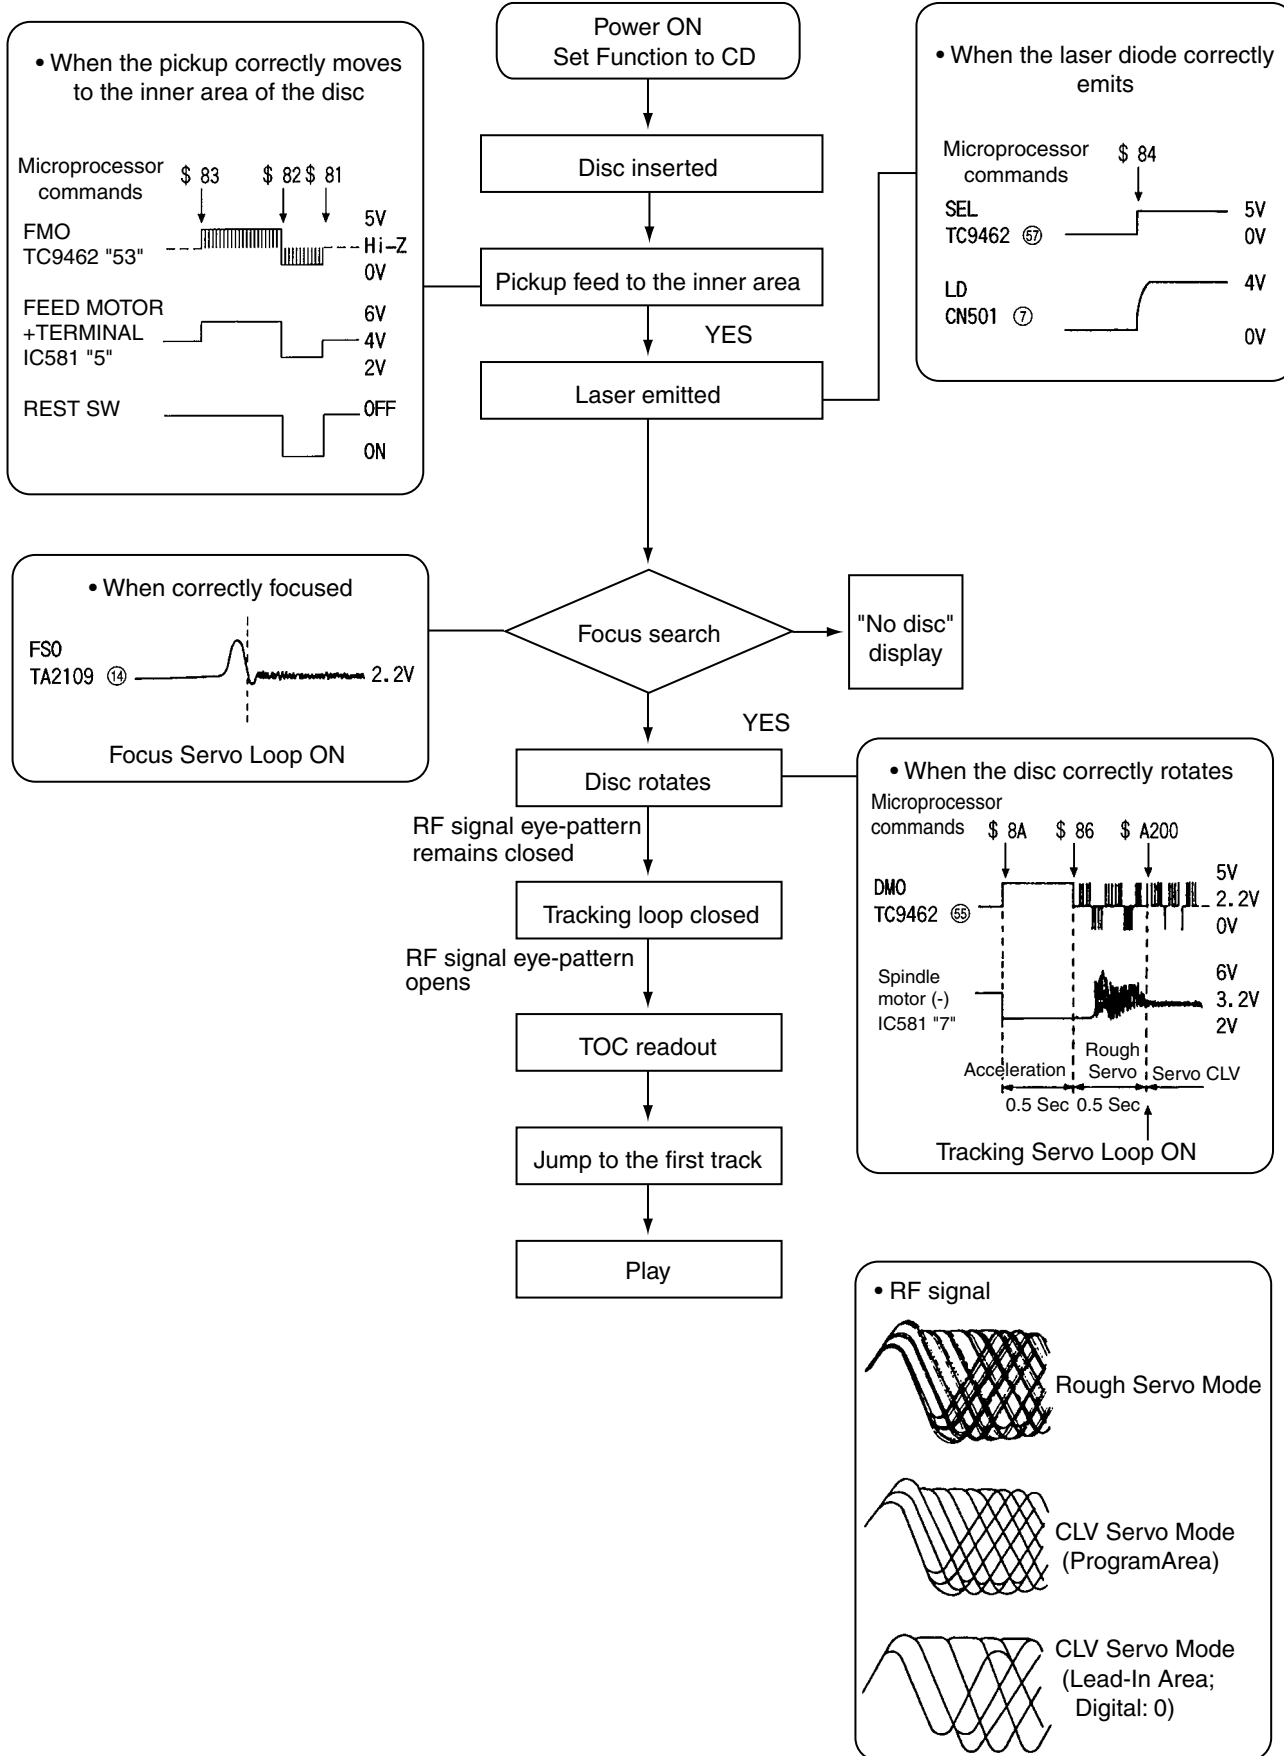 Power ON
Set Function to CD
• When the pickup correctly moves
to the inner area of the disc
Microprocessor
commands
$ 83
$ 82
$ 81
FMO
TC9462 "53"
5V
Hi-Z
0V
FEED MOTOR
+TERMINAL
IC581 "5"
6V
4V
2V
REST SW
OFF
ON
Disc inserted
Pickup feed to the inner area
YES
Laser emitted
• When the laser diode correctly
emits
Microprocessor
commands
$ 84
SEL
TC9462 57
5V
0V
LD
CN501 7
4V
0V
• When correctly focused
FSO
TA2109 14
2.2V
Focus Servo Loop ON
Focus search
"No disc"
display
YES
Disc rotates
RF signal eye-pattern
remains closed
Tracking loop closed
RF signal eye-pattern
opens
TOC readout
Jump to the first track
Play
• When the disc correctly rotates
Microprocessor
commands
$ 8A
$ 86
$ A200
DMO
TC9462 55
5V
2.2V
0V
Spindle
motor (-)
IC581 "7"
6V
3.2V
2V
Acceleration
Rough
Servo
Servo CLV
0.5 Sec
0.5 Sec
Tracking Servo Loop ON
• RF signal
Rough Servo Mode
CLV Servo Mode
(ProgramArea)
CLV Servo Mode
(Lead-In Area;
Digital: 0)